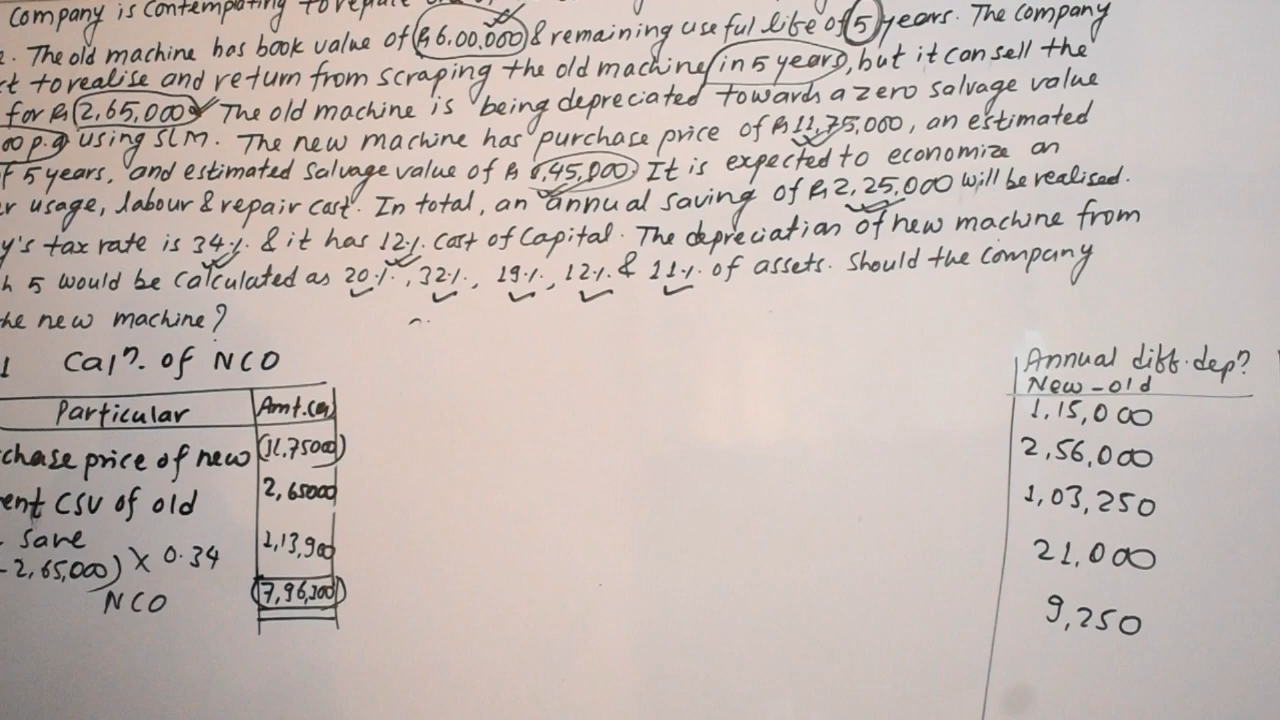 Company is contemplating to
2. The old machine has book value of ₨ 6,00,000 & remaining useful life of 5 years. The company
ct to realise and return from scraping the old machine in 5 years, but it can sell the
for ₨ 2,65,000 The old machine is being depreciated towards a zero salvage value
00 p.a using SLM. The new machine has purchase price of ₨ 11,75,000, an estimated
f 5 years, and estimated salvage value of ₨ 1,45,000 It is expected to economize on
r usage, labour & repair cost. In total, an annual saving of ₨ 2,25,000 will be realised.
y's tax rate is 34%. & it has 12%. cost of capital. The depreciation of new machine from
h 5 would be calculated as 20%., 32%., 19%., 12%. & 11%. of assets. Should the company
he new machine?
1 Calⁿ. of NCO
Particular Amt.
chase price of new (11,75000)
ent CSV of old 2,65000
save
- 2,65,000) × 0.34 1,13,900
NCO (7,96,100)
Annual diff. depⁿ
New - old
1,15,000
2,56,000
1,03,250
21,000
9,250